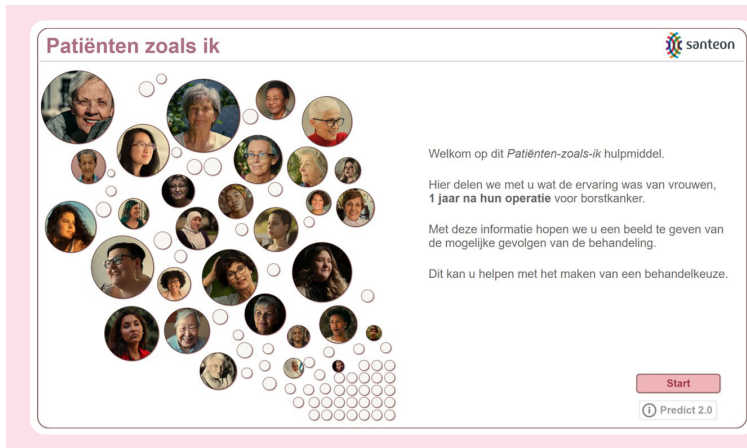 Patiënten zoals ik
santeon
Welkom op dit Patiënten-zoals-ik hulpmiddel.
Hier delen we met u wat de ervaring was van vrouwen,
1 jaar na hun operatie voor borstkanker.
Met deze informatie hopen we u een beeld te geven van
de mogelijke gevolgen van de behandeling.
Dit kan u helpen met het maken van een behandelkeuze.
Start
Predict 2.0